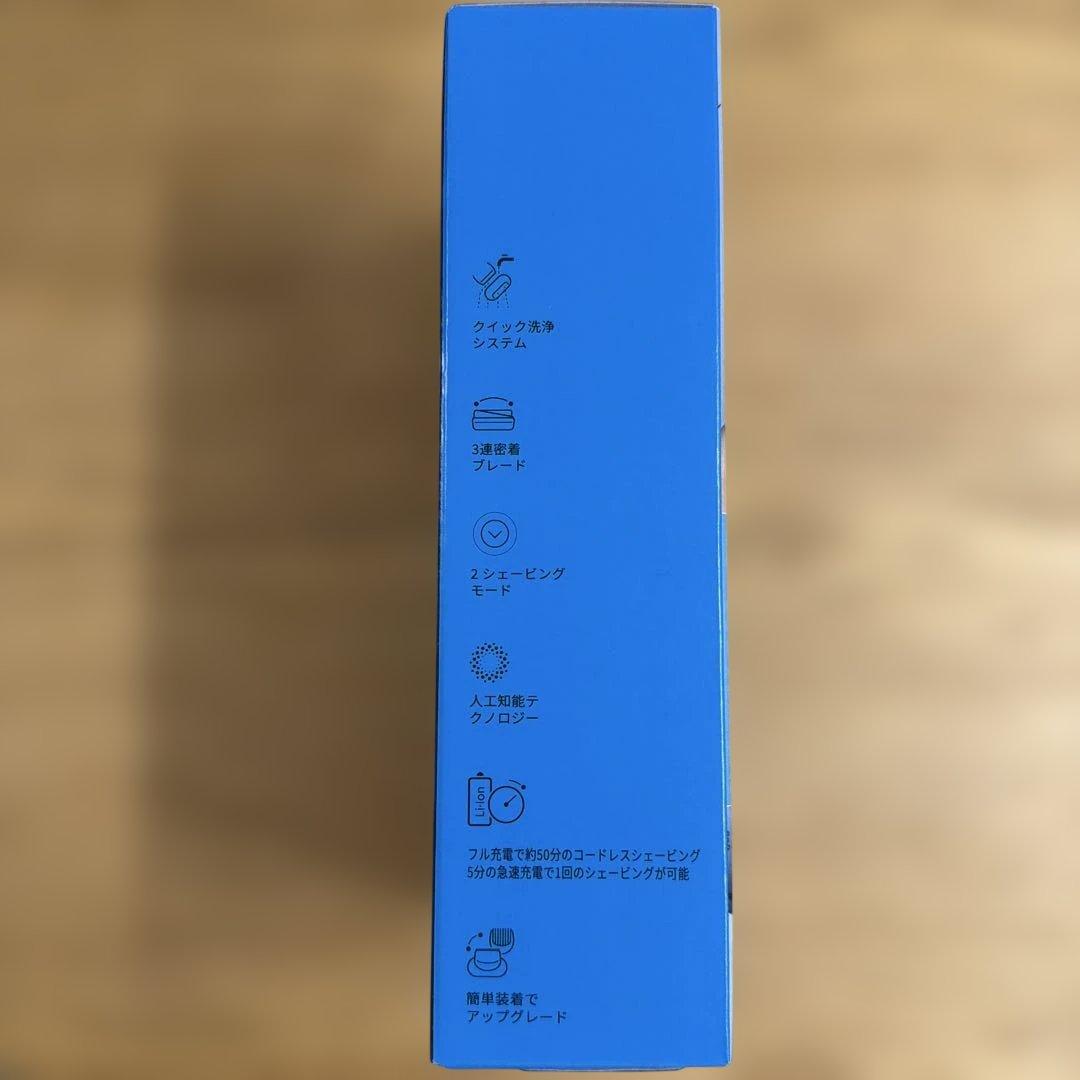 クイック洗浄
システム
3連密着
ブレード
2 シェービング
モード
人工知能テ
クノロジー
Li-Ion
フル充電で約50分のコードレスシェービング
5分の急速充電で1回のシェービングが可能
簡単装着で
アップグレード